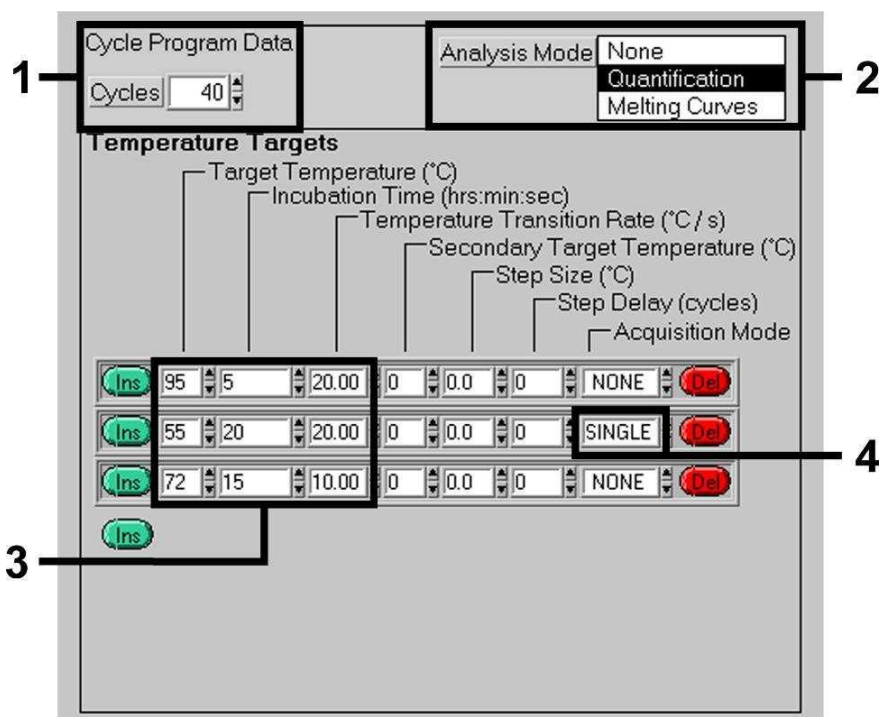 Cycle Program Data
Cycles 40
1
Analysis Mode None
Quantification
Melting Curves
2
Temperature Targets
Target Temperature (°C)
Incubation Time (hrs:min:sec)
Temperature Transition Rate (°C / s)
Secondary Target Temperature (°C)
Step Size (°C)
Step Delay (cycles)
Acquisition Mode
Ins 95 5 20.00 0 0.0 0 NONE Del
Ins 55 20 20.00 0 0.0 0 SINGLE Del
4
Ins 72 15 10.00 0 0.0 0 NONE Del
Ins
3